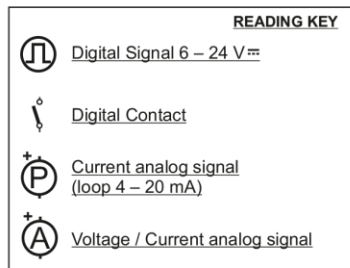 READING KEY
Digital Signal 6 – 24 V⎓
Digital Contact
+
P
Current analog signal
(loop 4 – 20 mA)
+
A
Voltage / Current analog signal